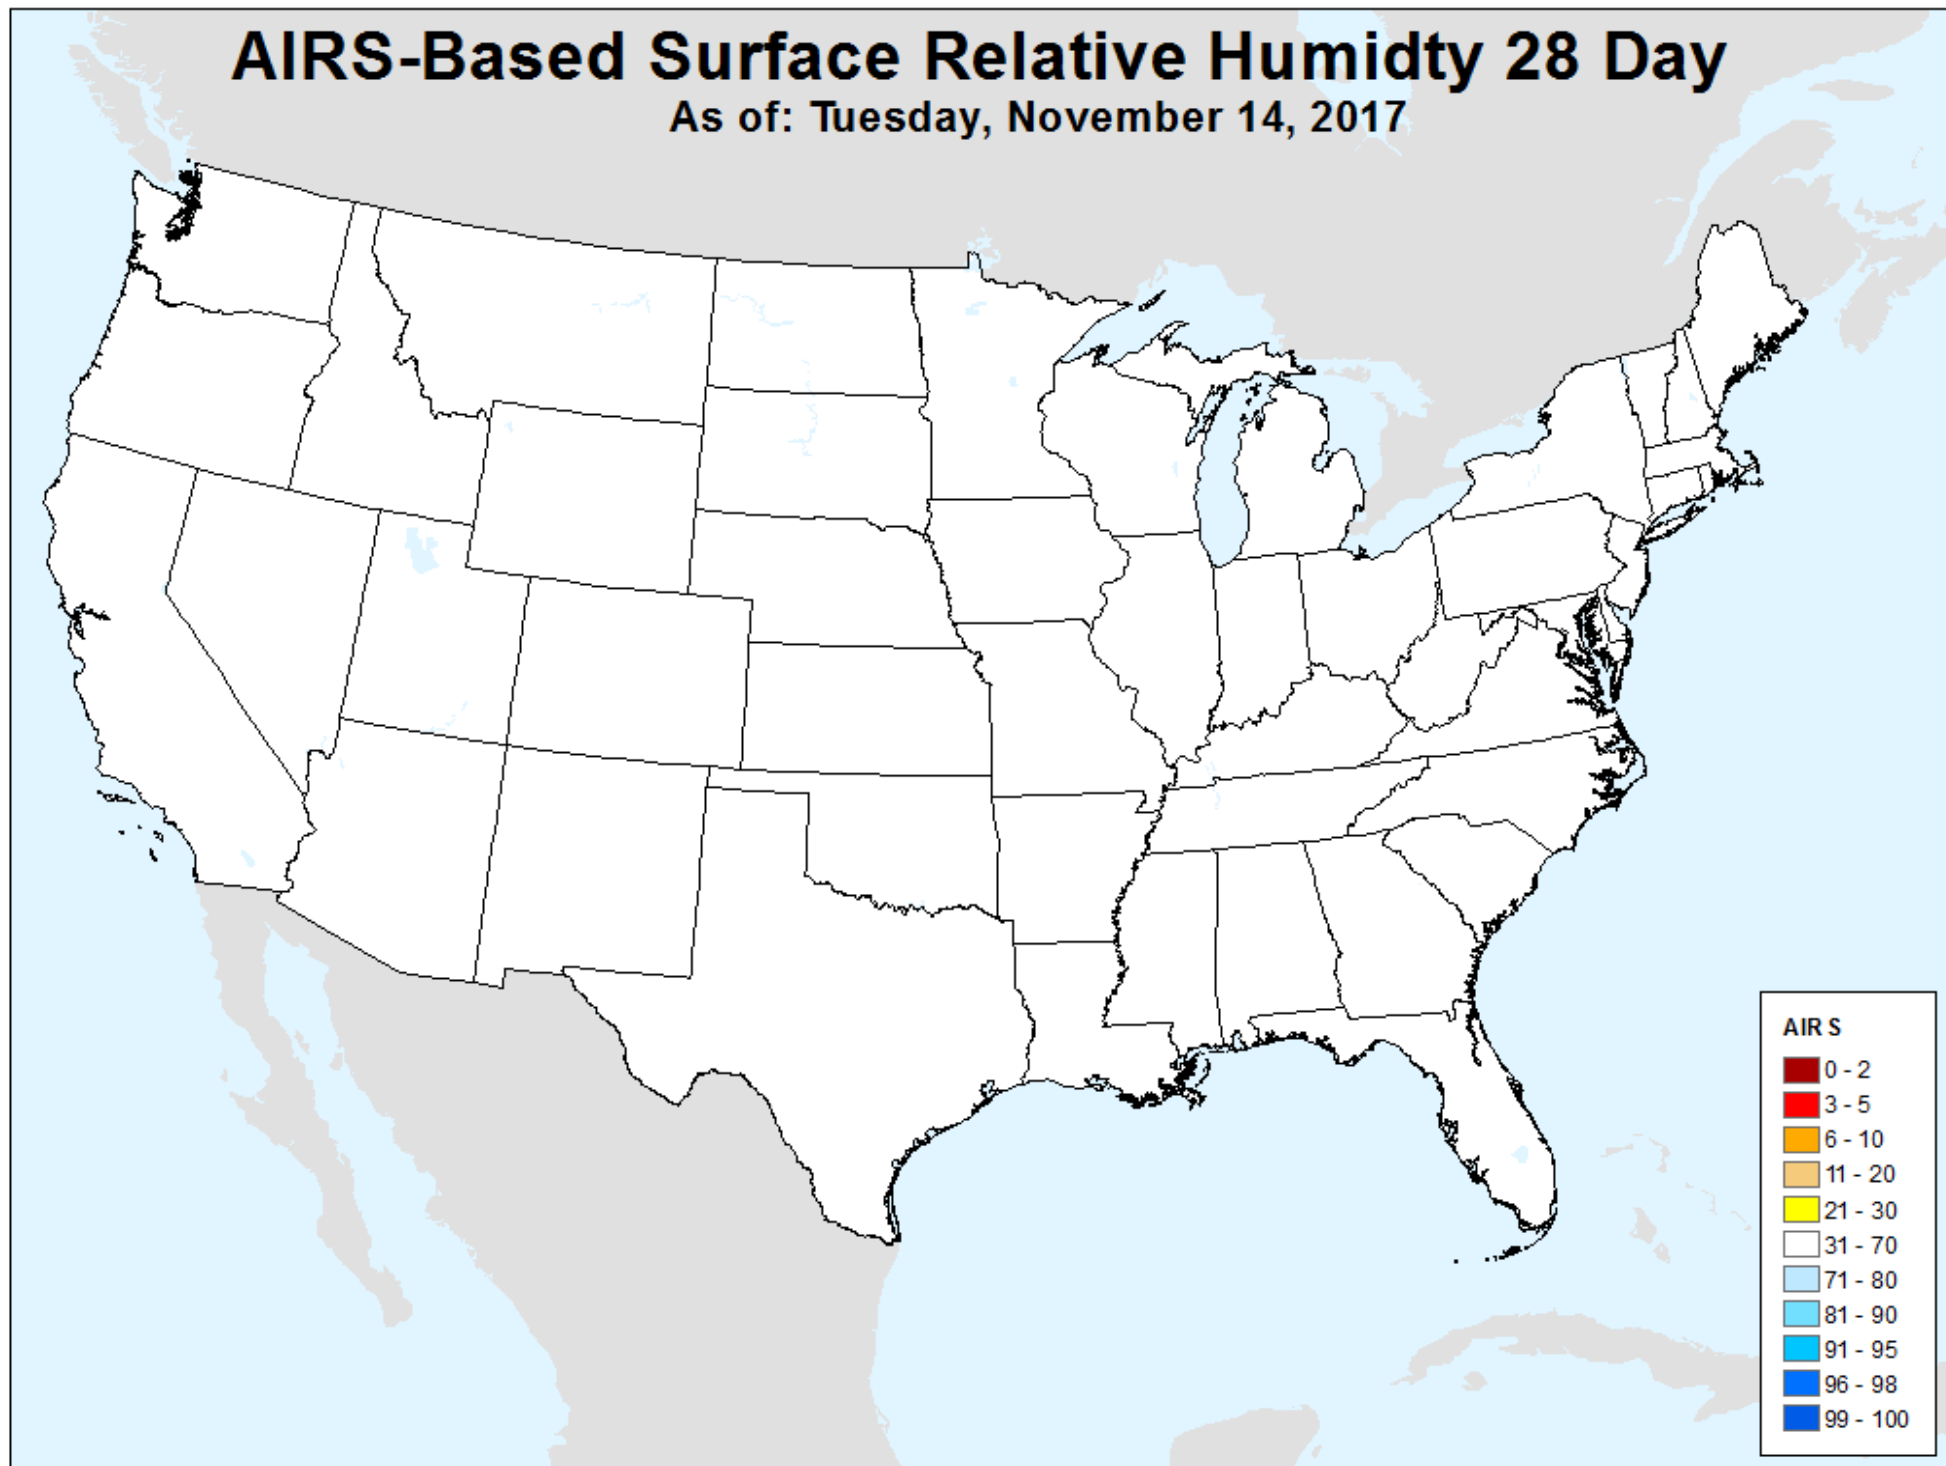 AIRS-Based Surface Relative Humidty 28 Day
As of: Tuesday, November 14, 2017
AIRS
0 - 2
3 - 5
6 - 10
11 - 20
21 - 30
31 - 70
71 - 80
81 - 90
91 - 95
96 - 98
99 - 100